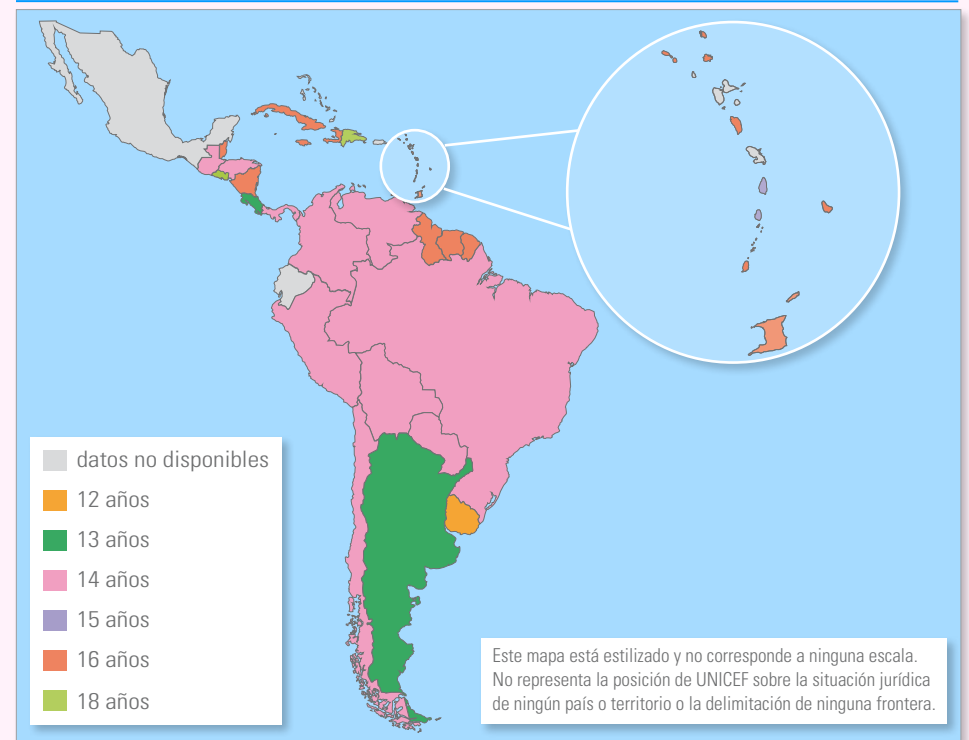 datos no disponibles
12 años
13 años
14 años
15 años
16 años
18 años
Este mapa está estilizado y no corresponde a ninguna escala.
No representa la posición de UNICEF sobre la situación jurídica
de ningún país o territorio o la delimitación de ninguna frontera.